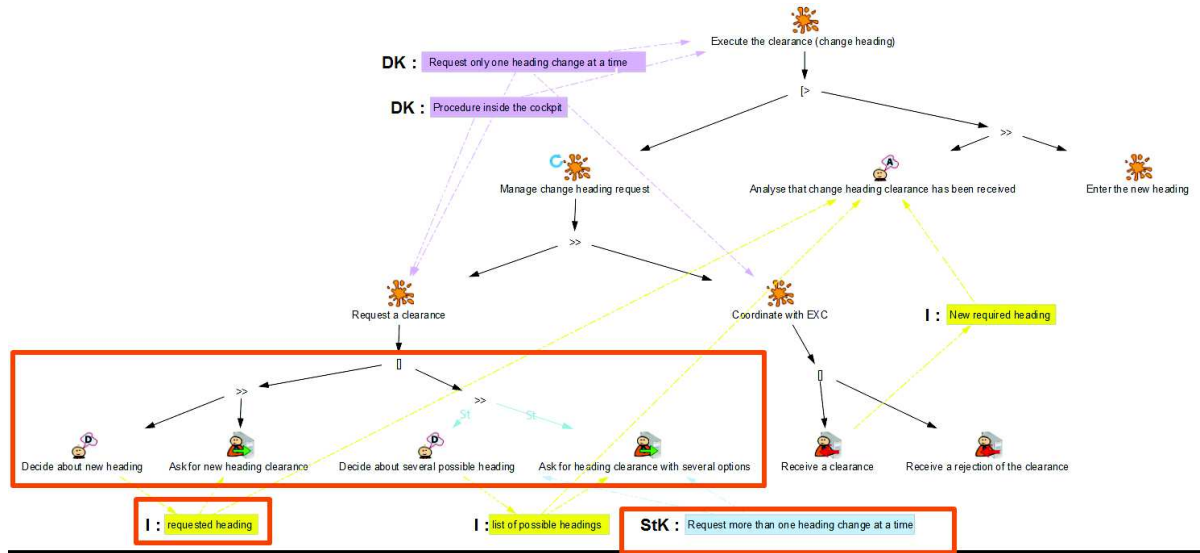 Execute the clearance (change heading)
DK : Request only one heading change at a time
[>
DK : Procedure inside the cockpit
>>
A
Manage change heading request
Analyse that change heading clearance has been received
Enter the new heading
>>
Request a clearance
Coordinate with EXC
I : New required heading
[]
[]
>>
>>
St
St
D
D
Decide about new heading
Ask for new heading clearance
Decide about several possible heading
Ask for heading clearance with several options
Receive a clearance
Receive a rejection of the clearance
I : requested heading
I : list of possible headings
StK : Request more than one heading change at a time